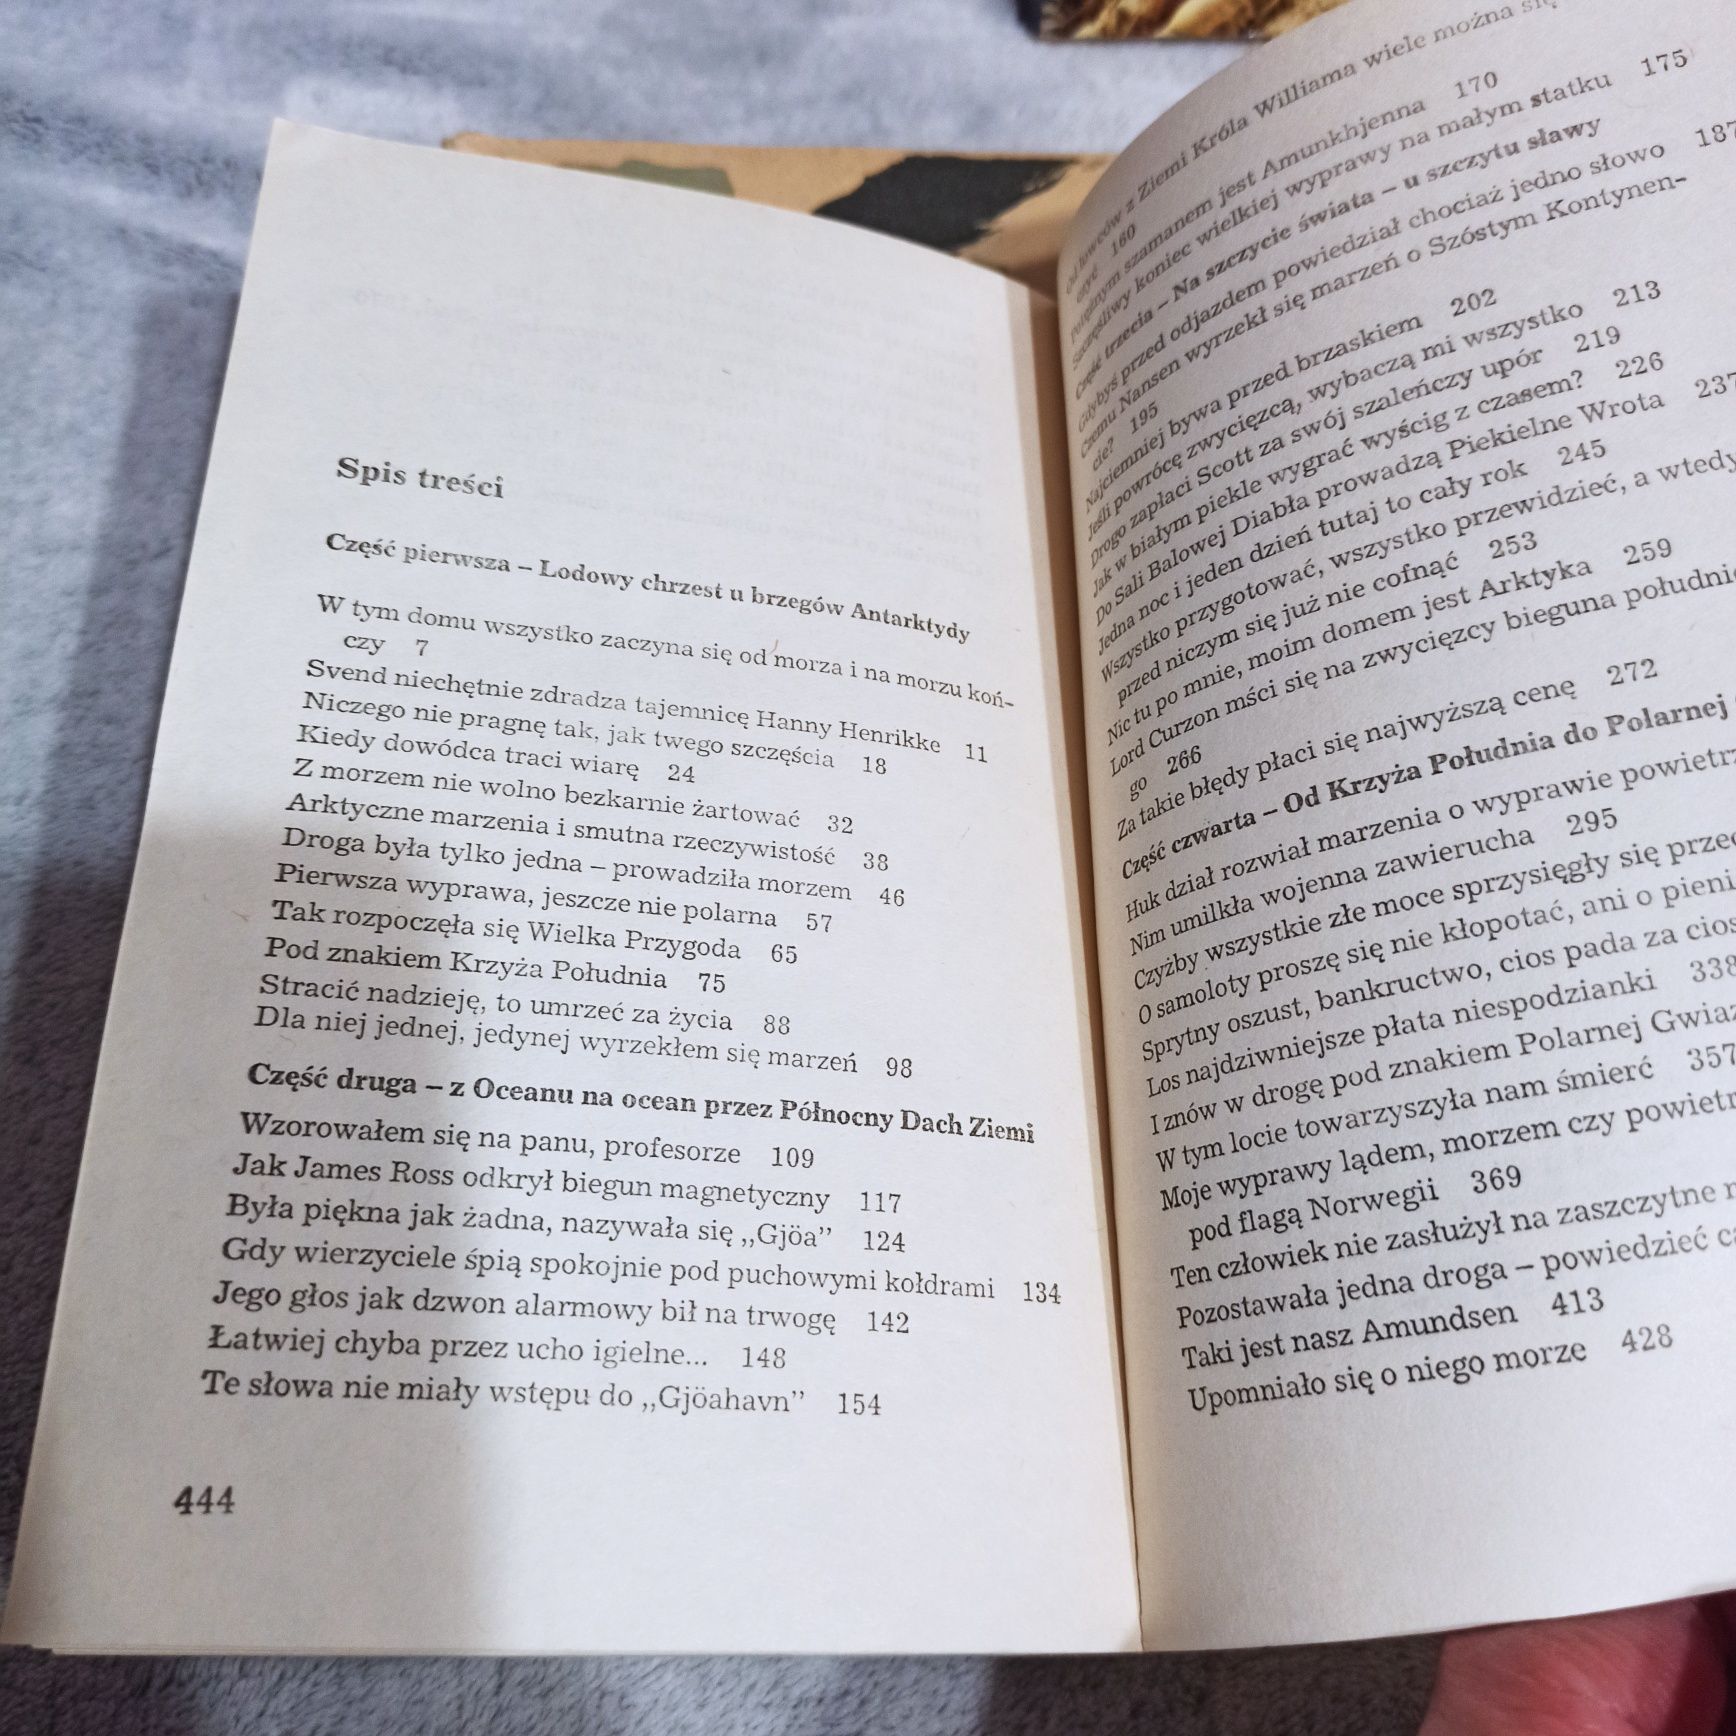 Spis treści
Część pierwsza – Lodowy chrzest u brzegów Antarktydy
W tym domu wszystko zaczyna się od morza i na morzu koń-
czy 7
Svend niechętnie zdradza tajemnicę Hanny Henrikke 11
Niczego nie pragnę tak, jak twego szczęścia 18
Kiedy dowódca traci wiarę 24
Z morzem nie wolno bezkarnie żartować 32
Arktyczne marzenia i smutna rzeczywistość 38
Droga była tylko jedna – prowadziła morzem 46
Pierwsza wyprawa, jeszcze nie polarna 57
Tak rozpoczęła się Wielka Przygoda 65
Pod znakiem Krzyża Południa 75
Stracić nadzieję, to umrzeć za życia 88
Dla niej jednej, jedynej wyrzekłem się marzeń 98
Część druga – z Oceanu na ocean przez Północny Dach Ziemi
Wzorowałem się na panu, profesorze 109
Jak James Ross odkrył biegun magnetyczny 117
Była piękna jak żadna, nazywała się „Gjöa” 124
Gdy wierzyciele śpią spokojnie pod puchowymi kołdrami 134
Jego głos jak dzwon alarmowy bił na trwogę 142
Łatwiej chyba przez ucho igielne... 148
Te słowa nie miały wstępu do „Gjöahavn” 154
444
Od łowców z Ziemi Króla Williama wiele można się
czyć 160
Potężnym szamanem jest Amunkhjenna 170
Szczęśliwy koniec wielkiej wyprawy na małym statku 175
Część trzecia – Na szczycie świata – u szczytu sławy
Gdybyś przed odjazdem powiedział chociaż jedno słowo 187
Czemu Nansen wyrzekł się marzeń o Szóstym Kontynen-
cie? 195
Najciemniej bywa przed brzaskiem 202
Jeśli powrócę zwycięzcą, wybaczą mi wszystko 213
Drogo zapłaci Scott za swój szaleńczy upór 219
Jak w białym piekle wygrać wyścig z czasem? 226
Do Sali Balowej Diabła prowadzą Piekielne Wrota 237
Jedna noc i jeden dzień tutaj to cały rok 245
Wszystko przygotować, wszystko przewidzieć, a wtedy
przed niczym się już nie cofnąć 253
Nic tu po mnie, moim domem jest Arktyka 259
Lord Curzon mści się na zwycięzcy bieguna
go 266
Za takie błędy płaci się najwyższą cenę 272
Część czwarta – Od Krzyża Południa do Polarnej
Huk dział rozwiał marzenia o wyprawie
Nim umilkła wojenna zawierucha 295
Czyżby wszystkie złe moce sprzysięgły się
O samoloty proszę się nie kłopotać, ani o
Sprytny oszust, bankructwo, cios pada za
Los najdziwniejsze płata niespodzianki 338
I znów w drogę pod znakiem Polarnej
W tym locie towarzyszyła nam śmierć 357
Moje wyprawy lądem, morzem czy
pod flagą Norwegii 369
Ten człowiek nie zasłużył na zaszczytne
Pozostawała jedna droga – powiedzieć
Taki jest nasz Amundsen 413
Upomniało się o niego morze 428